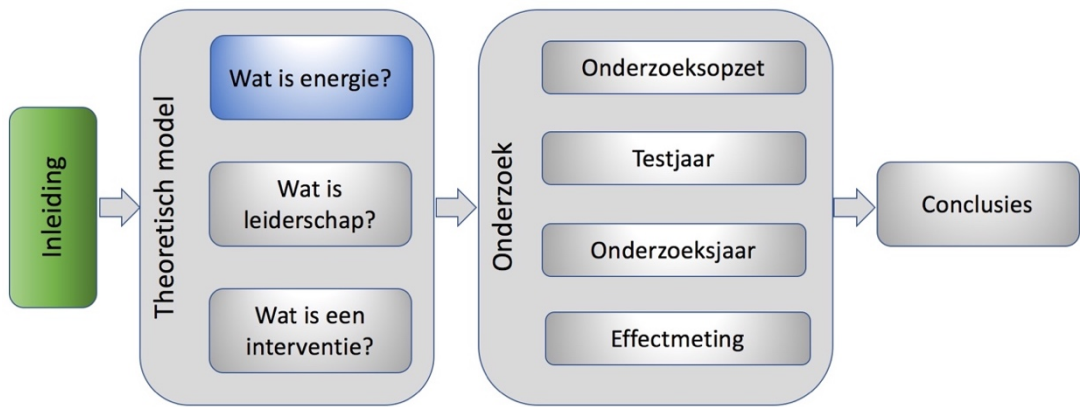 Inleiding
Theoretisch model
Wat is energie?
Wat is
leiderschap?
Wat is een
interventie?
Onderzoek
Onderzoeksopzet
Testjaar
Onderzoeksjaar
Effectmeting
Conclusies